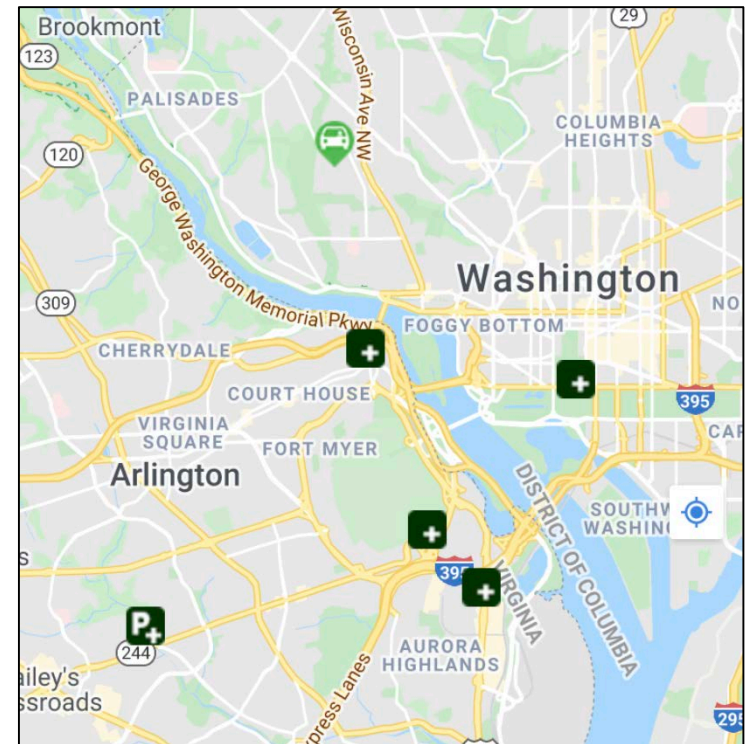 Brookmont
29
123
PALISADES
Wisconsin Ave NW
COLUMBIA
HEIGHTS
120
George Washington Memorial Pkwy
Washington
309
NO
FOGGY BOTTOM
CHERRYDALE
COURT HOUSE
395
VIRGINIA
SQUARE
FORT MYER
CAP
Arlington
DISTRICT OF COLUMBIA
SOUTHW
WASHING
S
395
VIRGINIA
P
244
AURORA
HIGHLANDS
ailey's
ssroads
press Lanes
295